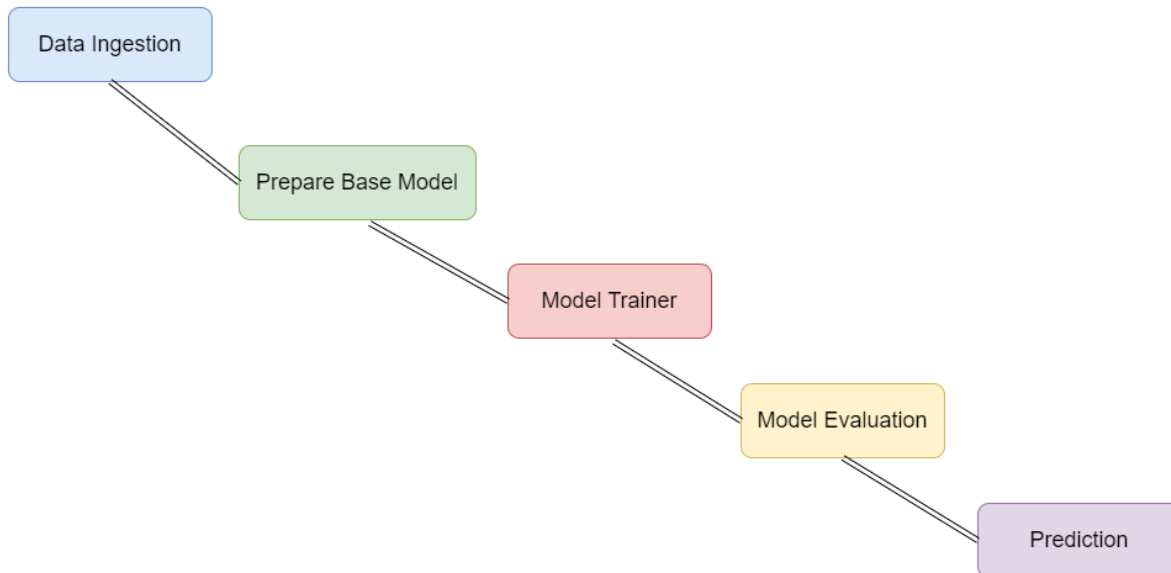 Data Ingestion
Prepare Base Model
Model Trainer
Model Evaluation
Prediction